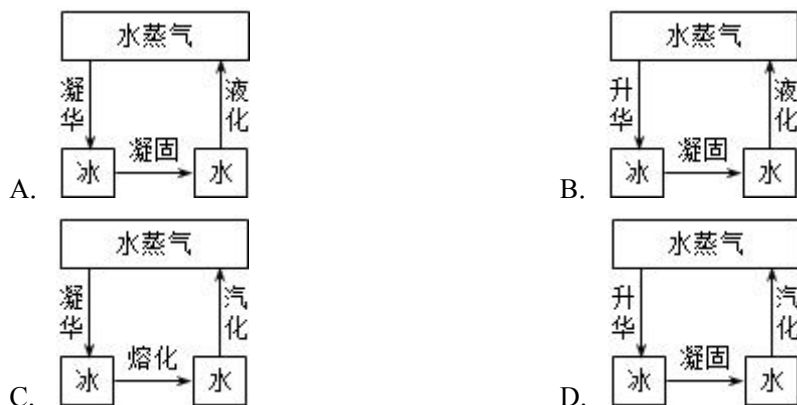 水蒸气 水蒸气
凝华 液化 升华 液化
凝固 凝固
A. 冰 水 B. 冰 水
水蒸气 水蒸气
凝华 汽化 升华 汽化
熔化 凝固
C. 冰 水 D. 冰 水